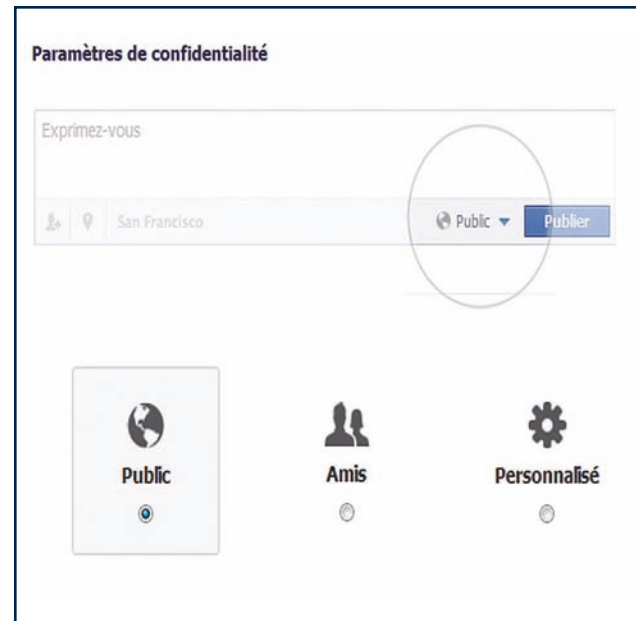 Paramètres de confidentialité
Exprimez-vous
San Francisco Public Publier
Public Amis Personnalisé